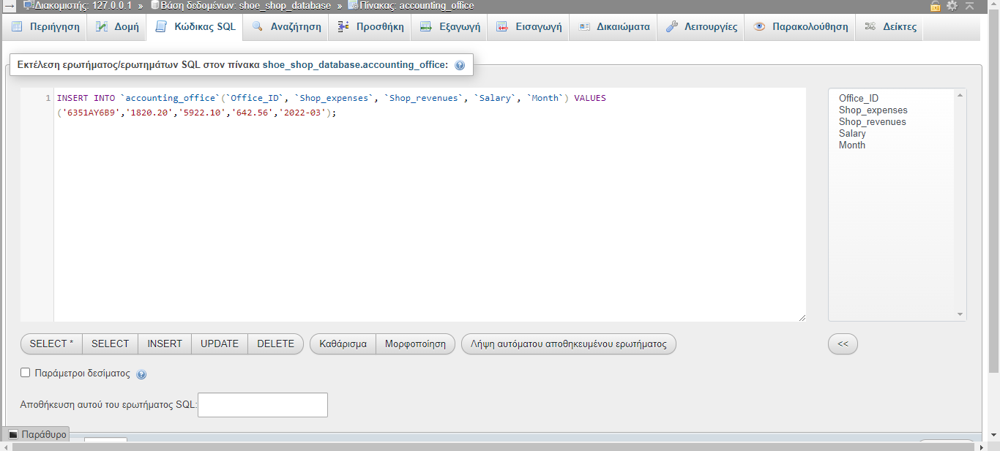 Διακομιστής: 127.0.0.1 » Βάση δεδομένων: shoe_shop_database » Πίνακας: accounting_office
Περιήγηση Δομή Κώδικας SQL Αναζήτηση Προσθήκη Εξαγωγή Εισαγωγή Δικαιώματα Λειτουργίες Παρακολούθηση Δείκτες
Εκτέλεση ερωτήματος/ερωτημάτων SQL στον πίνακα shoe_shop_database.accounting_office:
1 INSERT INTO `accounting_office`(`Office_ID`, `Shop_expenses`, `Shop_revenues`, `Salary`, `Month`) VALUES
('6351AY6B9','1820.20','5922.10','642.56','2022-03');
Office_ID
Shop_expenses
Shop_revenues
Salary
Month
SELECT * SELECT INSERT UPDATE DELETE Καθάρισμα Μορφοποίηση Λήψη αυτόματου αποθηκευμένου ερωτήματος <<
Παράμετροι δεσίματος
Αποθήκευση αυτού του ερωτήματος SQL:
Παράθυρο